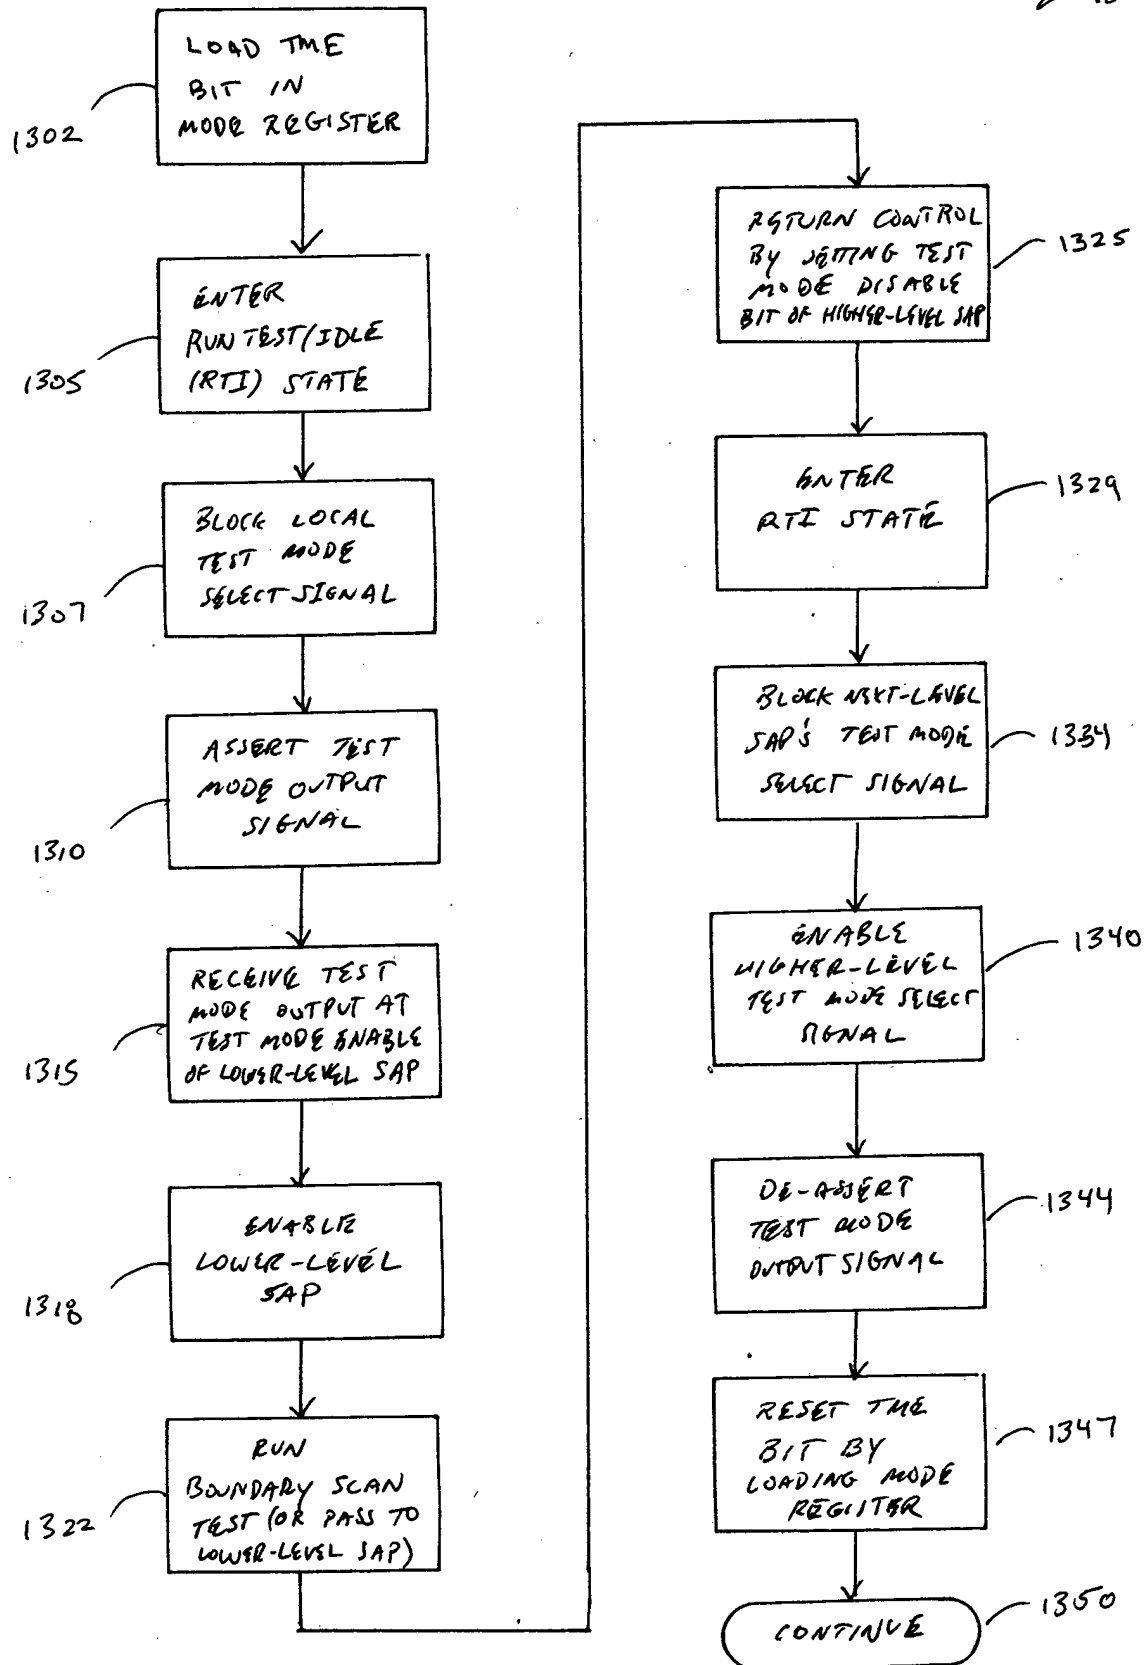 LOAD TME
BIT IN
MODE REGISTER
1302
ENTER
RUN TEST/IDLE
(RTI) STATE
1305
BLOCK LOCAL
TEST MODE
SELECT SIGNAL
1307
ASSERT TEST
MODE OUTPUT
SIGNAL
1310
RECEIVE TEST
MODE OUTPUT AT
TEST MODE ENABLE
OF LOWER-LEVEL SAP
1315
ENABLE
LOWER-LEVEL
SAP
1318
RUN
BOUNDARY SCAN
TEST (OR PASS TO
LOWER-LEVEL SAP)
1322
RETURN CONTROL
BY SETTING TEST
MODE DISABLE
BIT OF HIGHER-LEVEL SAP
1325
ENTER
RTI STATE
1329
BLOCK NEXT-LEVEL
SAP'S TEST MODE
SELECT SIGNAL
1334
ENABLE
HIGHER-LEVEL
TEST MODE SELECT
SIGNAL
1340
DE-ASSERT
TEST MODE
OUTPUT SIGNAL
1344
RESET TME
BIT BY
LOADING MODE
REGISTER
1347
CONTINUE
1350